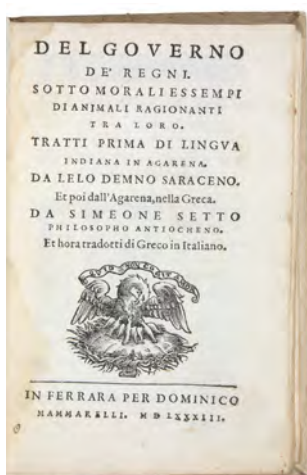 DEL GOVERNO
DE' REGNI.
SOTTO MORALI ESSEMPI
DI ANIMALI RAGIONANTI
TRA LORO.
TRATTI PRIMA DI LINGVA
INDIANA IN AGARENA.
DA LELO DEMNO SARACENO.
Et poi dall'Agarena, nella Greca.
DA SIMEONE SETTO
PHILOSOPHO ANTIOCHENO.
Et hora tradotti di Greco in Italiano.
IN FERRARA PER DOMINICO
MAMMARELLI. M D LXXXIII.